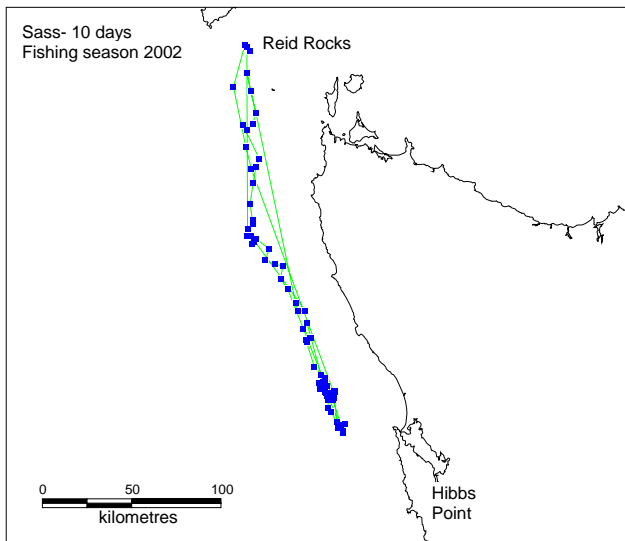 Sass- 10 days
Fishing season 2002
Reid Rocks
Hibbs
Point
0 50 100
kilometres